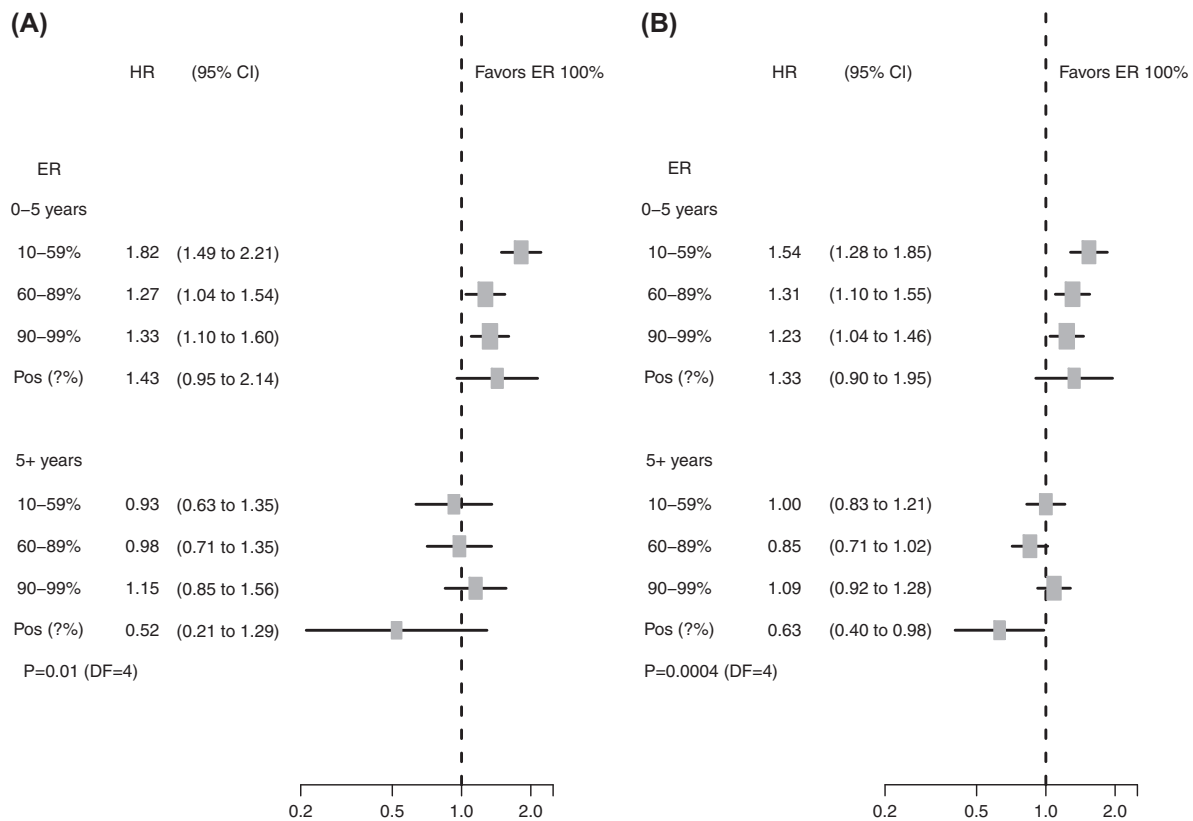 (A)
HR (95% CI) Favors ER 100%
ER
0–5 years
10–59% 1.82 (1.49 to 2.21)
60–89% 1.27 (1.04 to 1.54)
90–99% 1.33 (1.10 to 1.60)
Pos (?%) 1.43 (0.95 to 2.14)
5+ years
10–59% 0.93 (0.63 to 1.35)
60–89% 0.98 (0.71 to 1.35)
90–99% 1.15 (0.85 to 1.56)
Pos (?%) 0.52 (0.21 to 1.29)
P=0.01 (DF=4)
0.2 0.5 1.0 2.0
(B)
HR (95% CI) Favors ER 100%
ER
0–5 years
10–59% 1.54 (1.28 to 1.85)
60–89% 1.31 (1.10 to 1.55)
90–99% 1.23 (1.04 to 1.46)
Pos (?%) 1.33 (0.90 to 1.95)
5+ years
10–59% 1.00 (0.83 to 1.21)
60–89% 0.85 (0.71 to 1.02)
90–99% 1.09 (0.92 to 1.28)
Pos (?%) 0.63 (0.40 to 0.98)
P=0.0004 (DF=4)
0.2 0.5 1.0 2.0